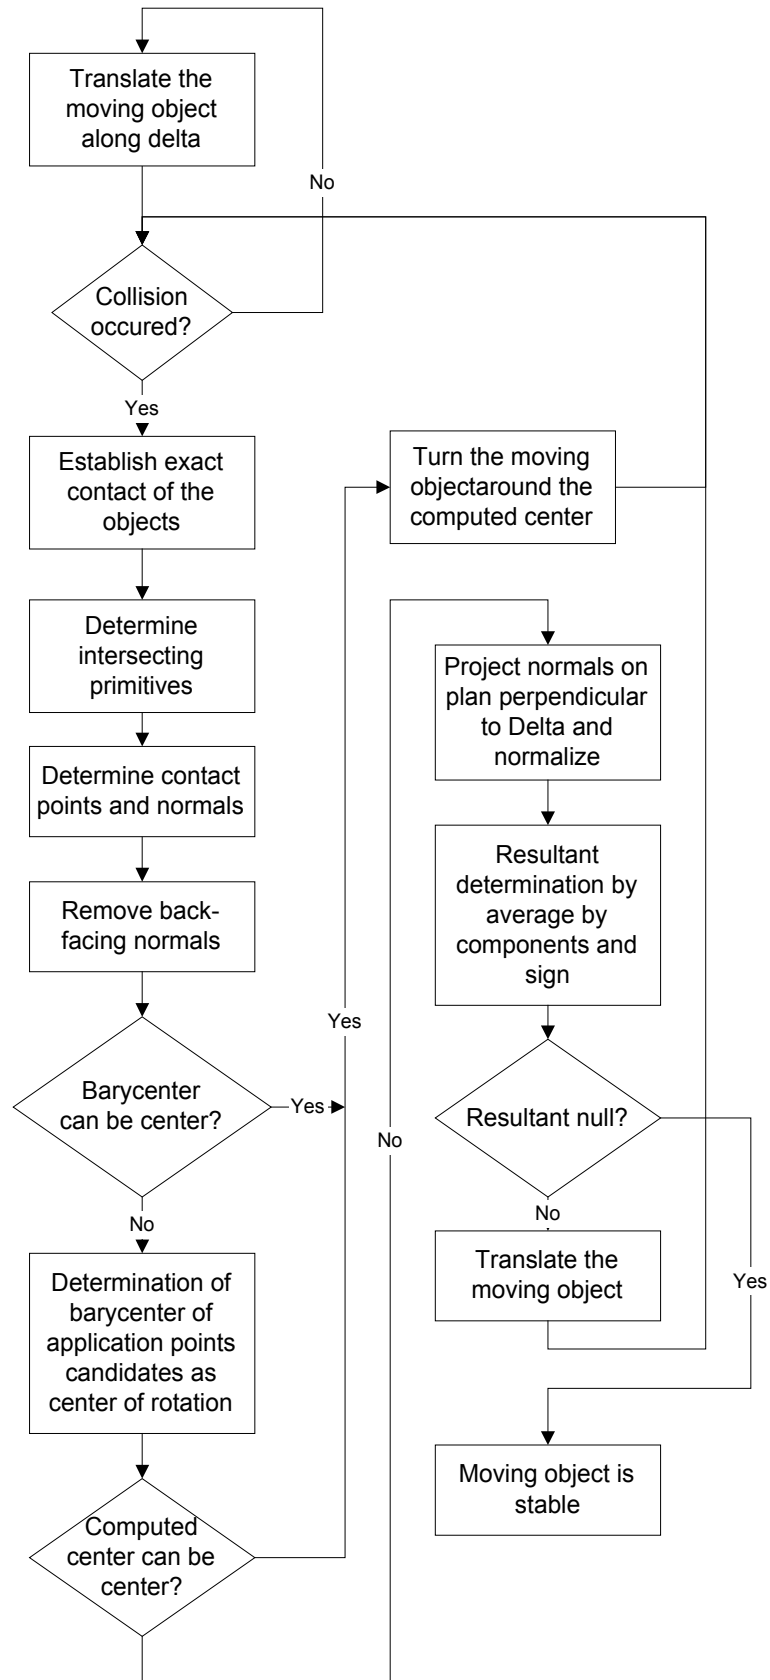 Translate the
moving object
along delta
No
Collision
occured?
Yes
Establish exact
contact of the
objects
Determine
intersecting
primitives
Determine contact
points and normals
Remove back-
facing normals
Barycenter
can be center?
Yes
No
Determination of
barycenter of
application points
candidates as
center of rotation
Computed
center can be
center?
Yes
Turn the moving
objectaround the
computed center
No
Project normals on
plan perpendicular
to Delta and
normalize
Resultant
determination by
average by
components and
sign
Resultant null?
No
Translate the
moving object
Yes
Moving object is
stable